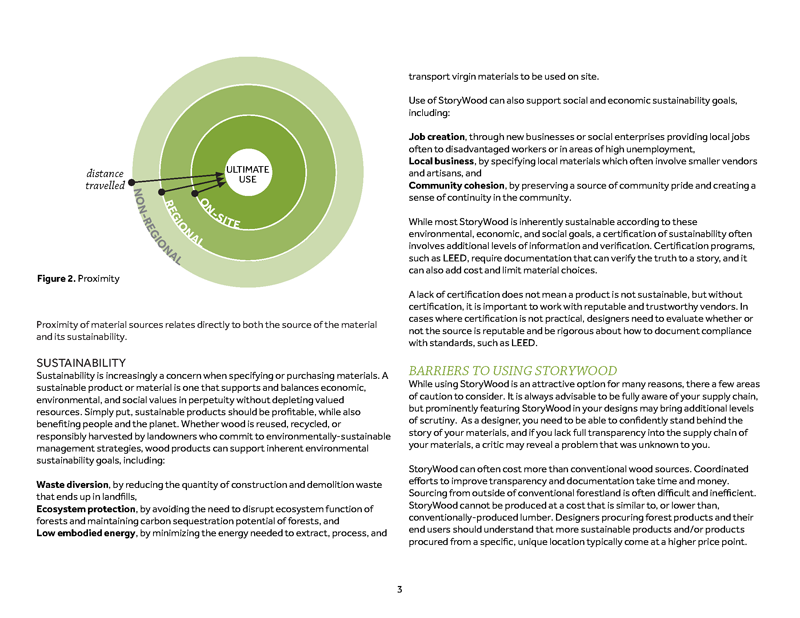 distance
travelled
ULTIMATE
USE
ON-SITE
REGIONAL
NON-REGIONAL
Figure 2. Proximity
Proximity of material sources relates directly to both the source of the material
and its sustainability.
SUSTAINABILITY
Sustainability is increasingly a concern when specifying or purchasing materials. A
sustainable product or material is one that supports and balances economic,
environmental, and social values in perpetuity without depleting valued
resources. Simply put, sustainable products should be profitable, while also
benefiting people and the planet. Whether wood is reused, recycled, or
responsibly harvested by landowners who commit to environmentally-sustainable
management strategies, wood products can support inherent environmental
sustainability goals, including:
Waste diversion, by reducing the quantity of construction and demolition waste
that ends up in landfills,
Ecosystem protection, by avoiding the need to disrupt ecosystem function of
forests and maintaining carbon sequestration potential of forests, and
Low embodied energy, by minimizing the energy needed to extract, process, and
transport virgin materials to be used on site.
Use of StoryWood can also support social and economic sustainability goals,
including:
Job creation, through new businesses or social enterprises providing local jobs
often to disadvantaged workers or in areas of high unemployment,
Local business, by specifying local materials which often involve smaller vendors
and artisans, and
Community cohesion, by preserving a source of community pride and creating a
sense of continuity in the community.
While most StoryWood is inherently sustainable according to these
environmental, economic, and social goals, a certification of sustainability often
involves additional levels of information and verification. Certification programs,
such as LEED, require documentation that can verify the truth to a story, and it
can also add cost and limit material choices.
A lack of certification does not mean a product is not sustainable, but without
certification, it is important to work with reputable and trustworthy vendors. In
cases where certification is not practical, designers need to evaluate whether or
not the source is reputable and be rigorous about how to document compliance
with standards, such as LEED.
BARRIERS TO USING STORYWOOD
While using StoryWood is an attractive option for many reasons, there a few areas
of caution to consider. It is always advisable to be fully aware of your supply chain,
but prominently featuring StoryWood in your designs may bring additional levels
of scrutiny. As a designer, you need to be able to confidently stand behind the
story of your materials, and if you lack full transparency into the supply chain of
your materials, a critic may reveal a problem that was unknown to you.
StoryWood can often cost more than conventional wood sources. Coordinated
efforts to improve transparency and documentation take time and money.
Sourcing from outside of conventional forestland is often difficult and inefficient.
StoryWood cannot be produced at a cost that is similar to, or lower than,
conventionally-produced lumber. Designers procuring forest products and their
end users should understand that more sustainable products and/or products
procured from a specific, unique location typically come at a higher price point.
3